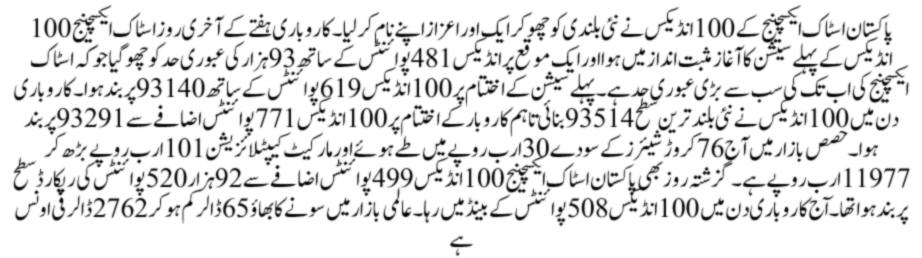 پاکستان اسٹاک ایکسچینج کے 100 انڈیکس نے نئی بلندی کو چھو کر ایک اور اعزاز اپنے نام کر لیا۔ کاروباری ہفتے کے آخری روز اسٹاک ایکسچینج 100
انڈیکس کے پہلے سیشن کا آغاز مثبت انداز میں ہوا اور ایک موقع پر انڈیکس 481 پوائنٹس کے ساتھ 93 ہزار کی عبوری حد کو چھو گیا جو کہ اسٹاک
ایکسچینج کی اب تک کی سب سے بڑی عبوری حد ہے۔ پہلے سیشن کے اختتام پر 100 انڈیکس 619 پوائنٹس کے ساتھ 93140 پر بند ہوا۔ کاروباری
دن میں 100 انڈیکس نے نئی بلند ترین سطح 93514 بنائی تاہم کاروبار کے اختتام پر 100 انڈیکس 771 پوائنٹس اضافے سے 93291 پر بند
ہوا۔ حصص بازار میں آج 76 کروڑ شیئرز کے سودے 30 ارب روپے میں طے ہوئے اور مارکیٹ کیپٹلائزیشن 101 ارب روپے بڑھ کر
11977 ارب روپے ہے۔ گزشتہ روز بھی پاکستان اسٹاک ایکسچینج 100 انڈیکس 499 پوائنٹس اضافے سے 92 ہزار 520 پوائنٹس کی ریکارڈ سطح
پر بند ہوا تھا۔ آج کاروباری دن میں 100 انڈیکس 508 پوائنٹس کے بینڈ میں رہا۔ عالمی بازار میں سونے کا بھاؤ 65 ڈالر کم ہو کر 2762 ڈالر فی اونس
ہے